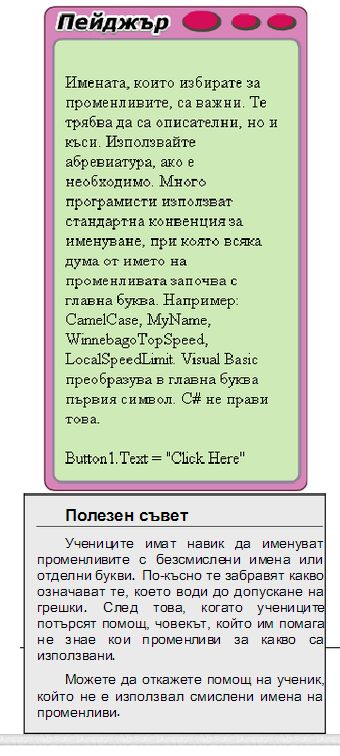 Пейджър
Имената, които избирате за
променливите, са важни. Те
трябва да са описателни, но и
къси. Използвайте
абревиатура, ако е
необходимо. Много
програмисти използват
стандартна конвенция за
именуване, при която всяка
дума от името на
променливата започва с
главна буква. Например:
CamelCase, MyName,
WinnebagoTopSpeed,
LocalSpeedLimit. Visual Basic
преобразува в главна буква
първия символ. C# не прави
това.
Button1.Text = "Click Here"
Полезен съвет
Учениците имат навик да именуват
променливите с безсмислени имена или
отделни букви. По-късно те забравят какво
означават те, което води до допускане на
грешки. След това, когато учениците
потърсят помощ, човекът, който им помага
не знае кои променливи за какво са
използвани.
Можете да откажете помощ на ученик,
който не е използвал смислени имена на
променливи.